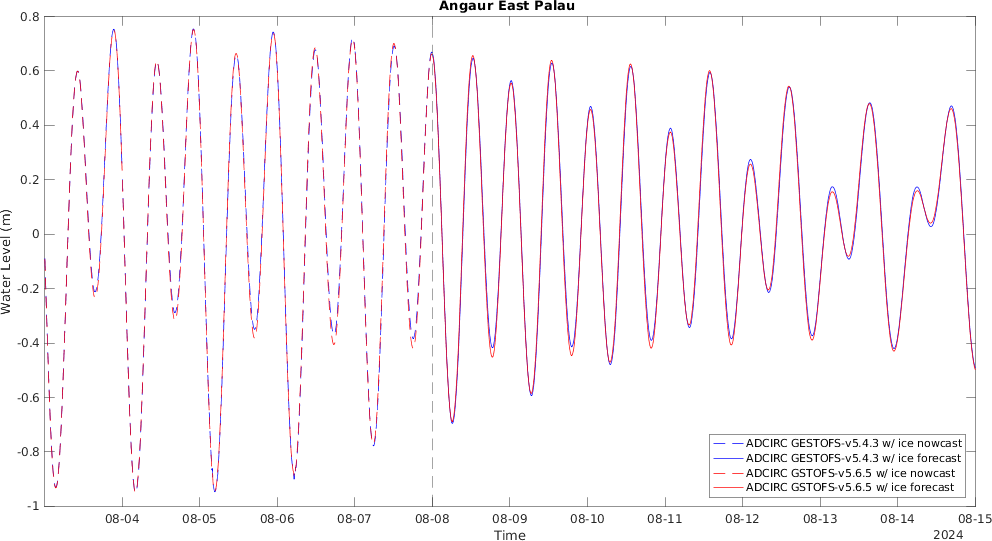 Angaur East Palau
0.8
0.6
0.4
0.2
0
-0.2
-0.4
-0.6
-0.8
-1
Water Level (m)
08-04 08-05 08-06 08-07 08-08 08-09 08-10 08-11 08-12 08-13 08-14 08-15
Time
2024
ADCIRC GESTOFS-v5.4.3 w/ ice nowcast
ADCIRC GESTOFS-v5.4.3 w/ ice forecast
ADCIRC GSTOFS-v5.6.5 w/ ice nowcast
ADCIRC GSTOFS-v5.6.5 w/ ice forecast